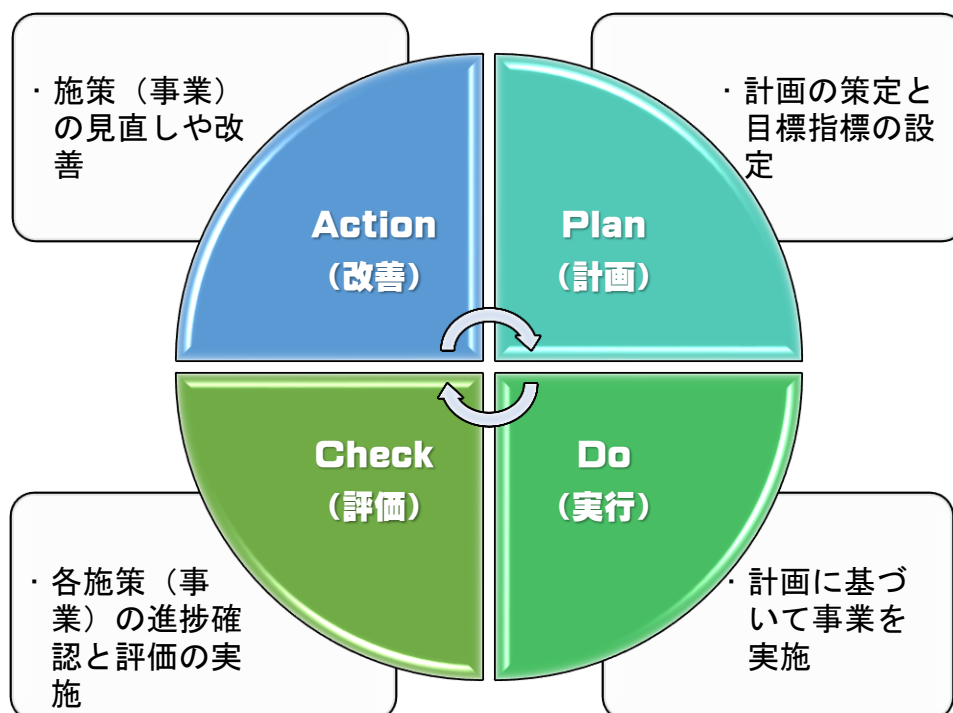 ・施策（事業）
の見直しや改
善
・計画の策定と
目標指標の設
定
Action
（改善）
Plan
（計画）
Check
（評価）
Do
（実行）
・各施策（事
業）の進捗確
認と評価の実
施
・計画に基づ
いて事業を
実施